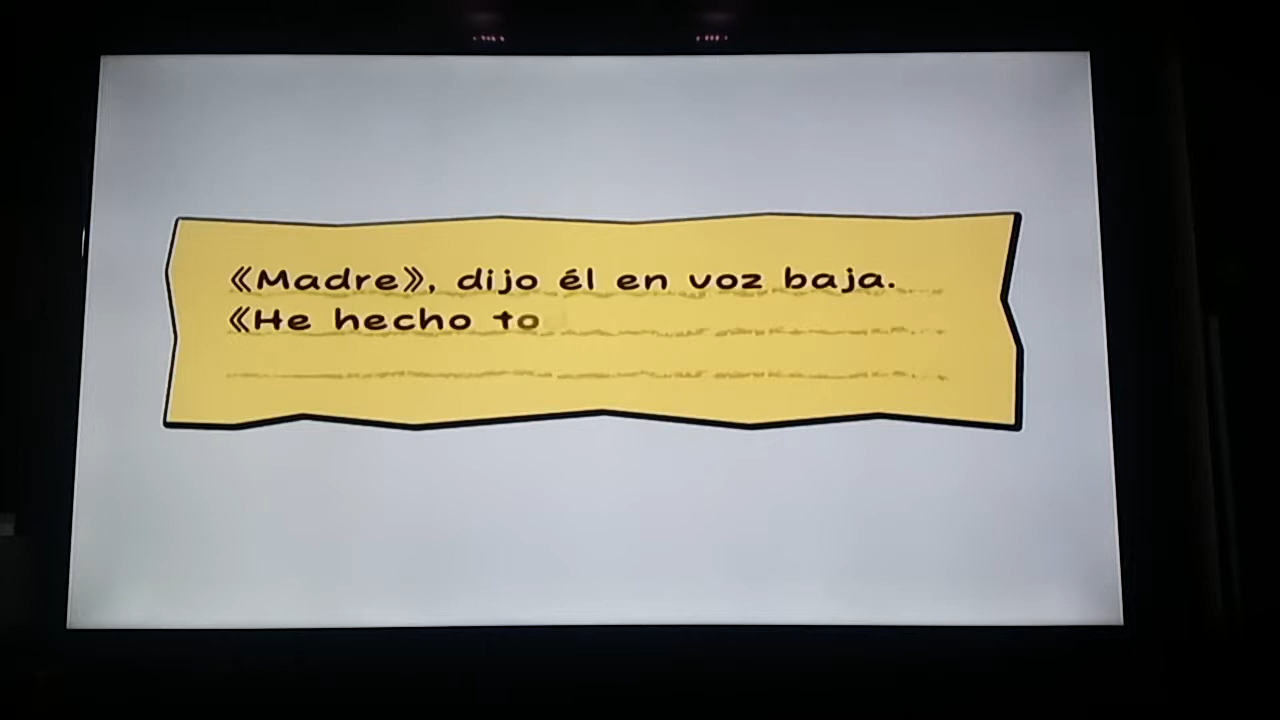 《Madre》, dijo él en voz baja.
《He hecho to